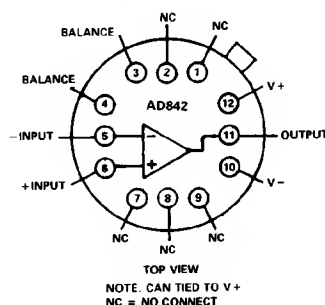 NC
NC
BALANCE
3
2
1
BALANCE
4
AD842
12
V+
-INPUT
5
−
11
OUTPUT
+INPUT
6
+
10
V−
7
8
9
NC
NC
NC
TOP VIEW
NOTE. CAN TIED TO V+
NC = NO CONNECT